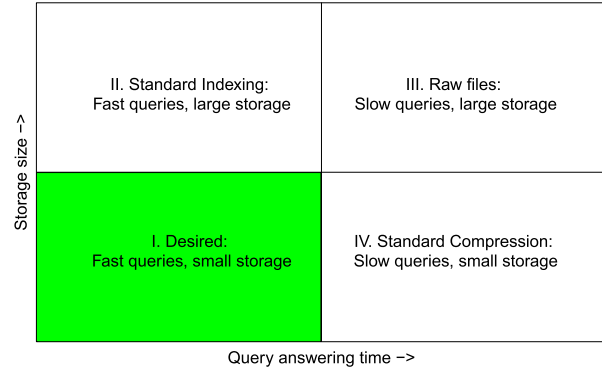 II. Standard Indexing:
Fast queries, large storage
III. Raw files:
Slow queries, large storage
Storage size −>
I. Desired:
Fast queries, small storage
IV. Standard Compression:
Slow queries, small storage
Query answering time −>